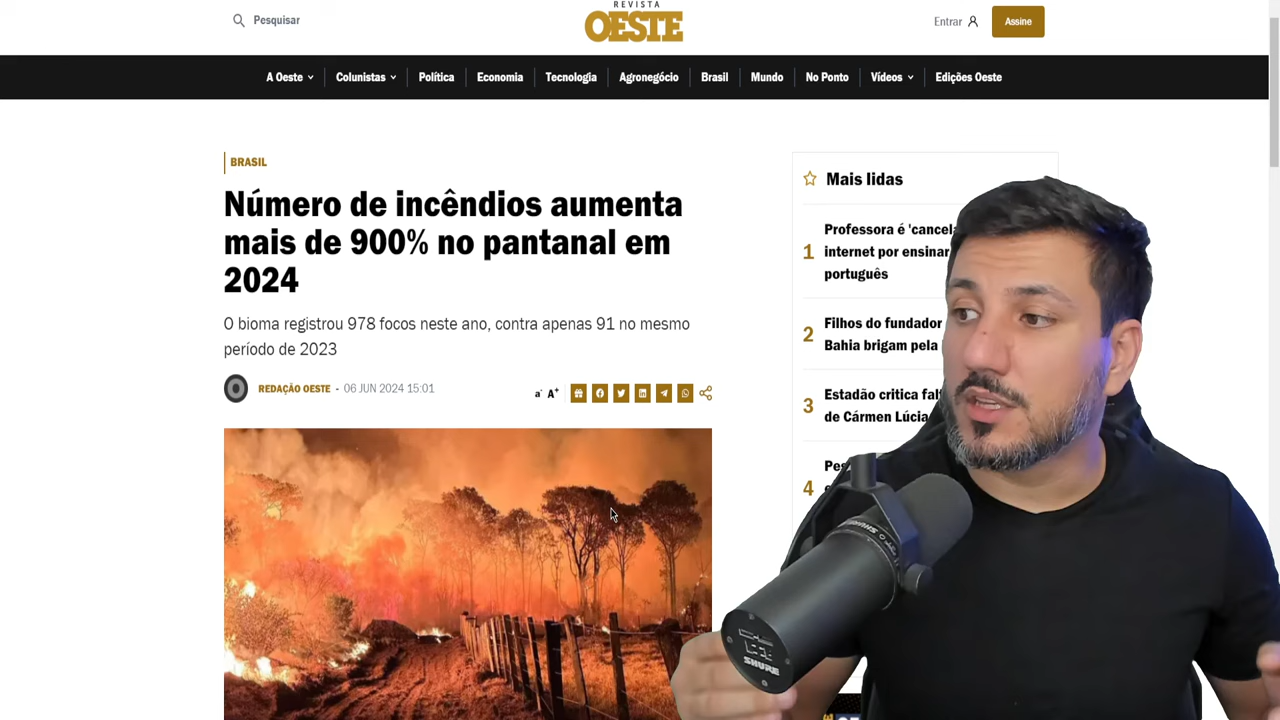 REVISTA
OESTE
Pesquisar
Entrar
Assine
A Oeste
Colunistas
Política
Economia
Tecnologia
Agronegócio
Brasil
Mundo
No Ponto
Vídeos
Edições Oeste
BRASIL
Número de incêndios aumenta
mais de 900% no pantanal em
2024
O bioma registrou 978 focos neste ano, contra apenas 91 no mesmo
período de 2023
REDAÇÃO OESTE - 06 JUN 2024 15:01
a- A+
Mais lidas
1
Professora é 'cancel
internet por ensinar
português
2
Filhos do fundador
Bahia brigam pela
3
Estadão critica fal
de Cármen Lúcia
4
SHURE
SHURE